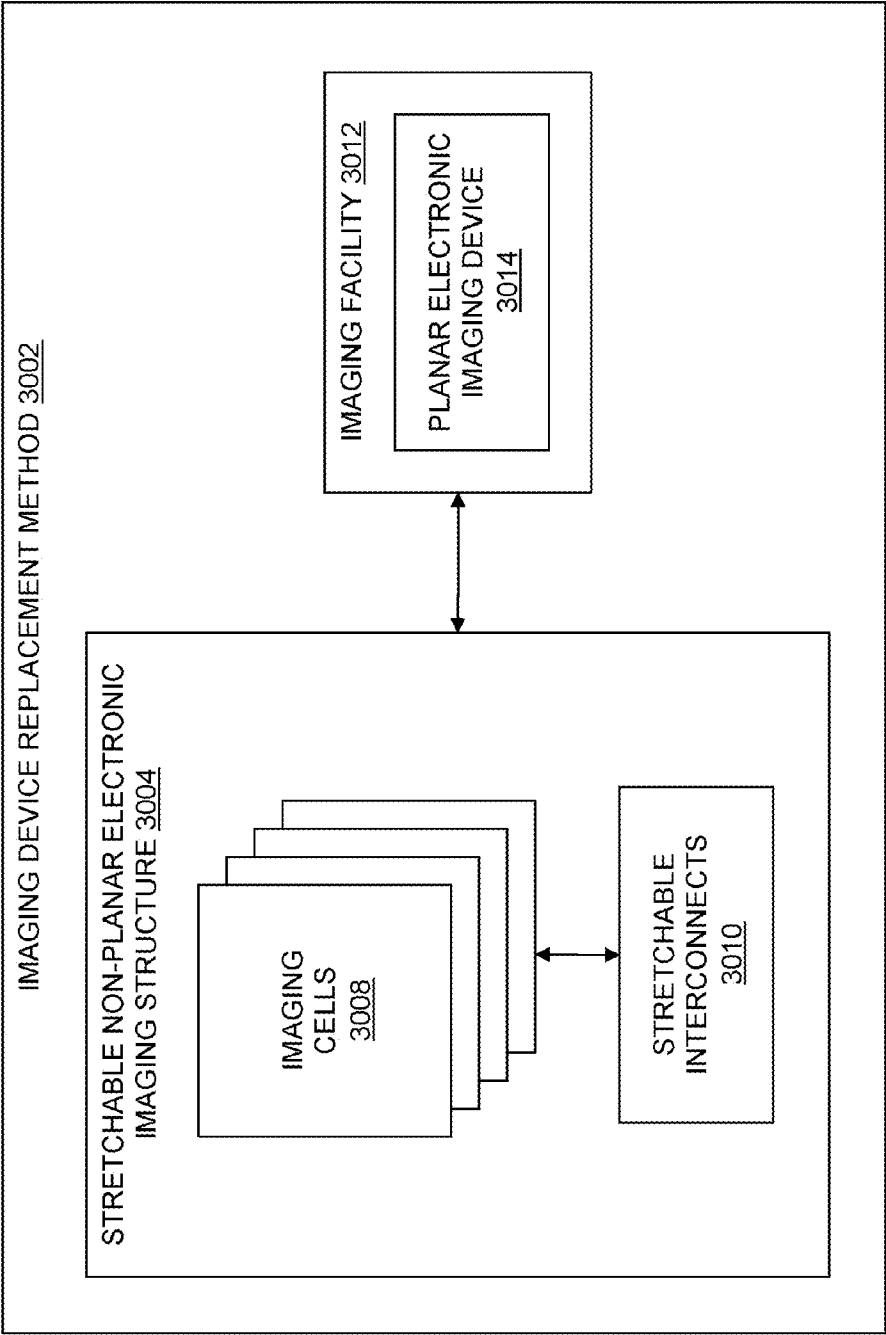 IMAGING DEVICE REPLACEMENT METHOD 3002
STRETCHABLE NON-PLANAR ELECTRONIC
IMAGING STRUCTURE 3004
IMAGING
CELLS
3008
STRETCHABLE
INTERCONNECTS
3010
IMAGING FACILITY 3012
PLANAR ELECTRONIC
IMAGING DEVICE
3014